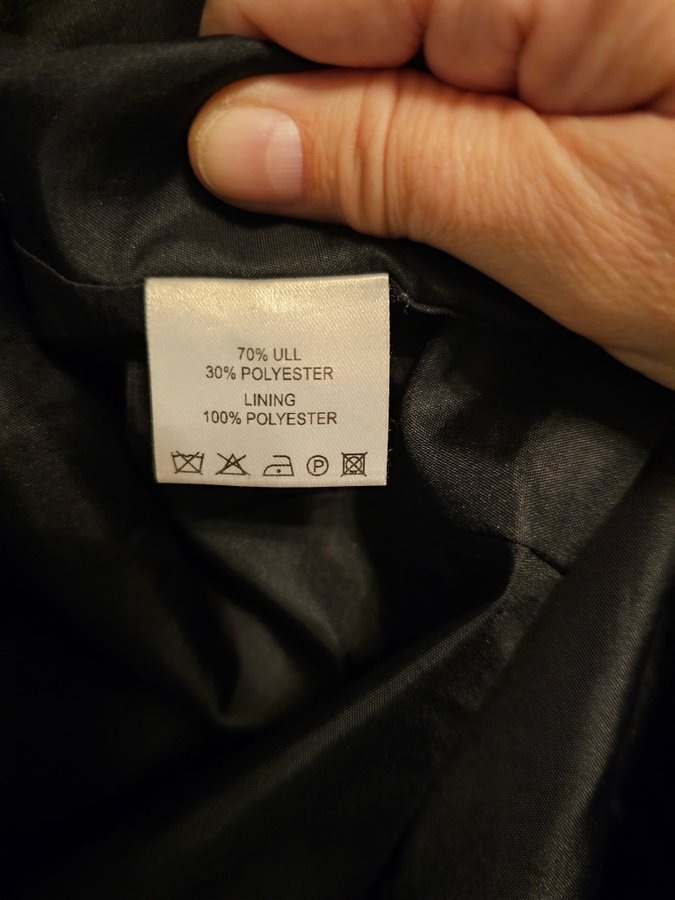 70% ULL
30% POLYESTER
LINING
100% POLYESTER
P